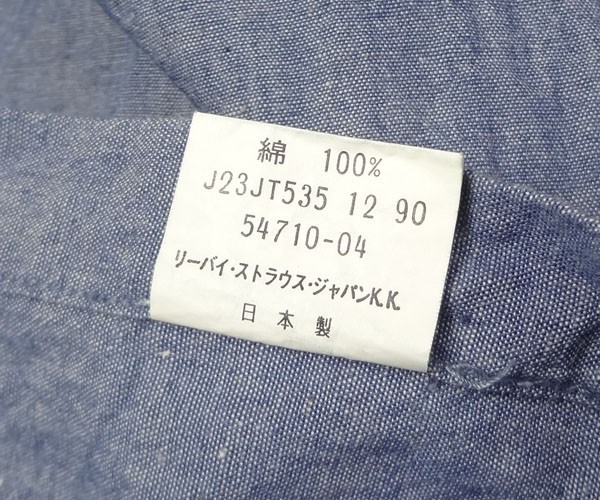 綿 100%
J23JT535 12 90
54710-04
リーバイ・ストラウス・ジャパンK.K.
日本製